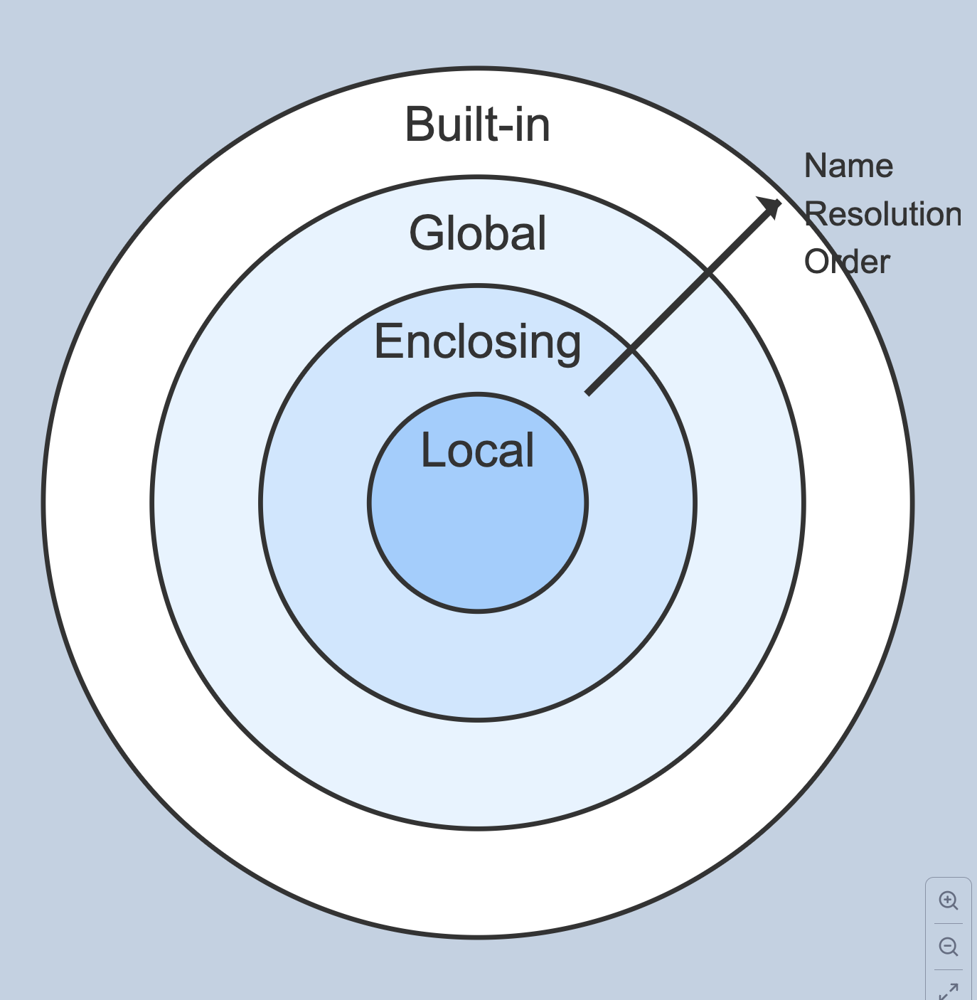 Built-in
Name
Resolution
Order
Global
Enclosing
Local